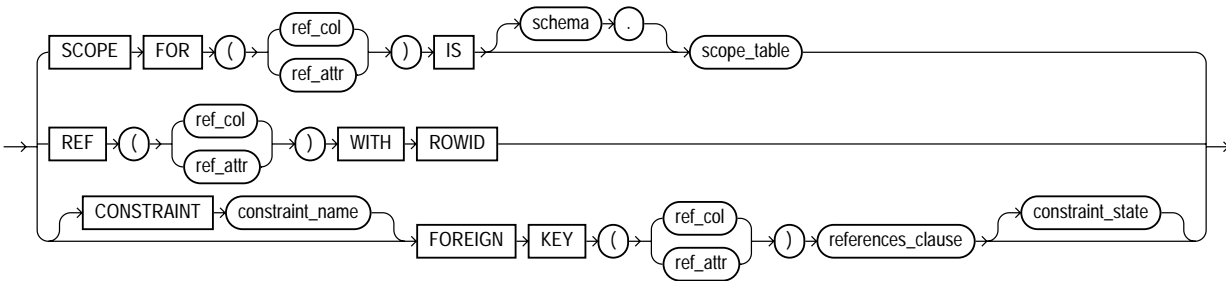 SCOPE FOR ( ref_col ref_attr ) IS schema . scope_table
REF ( ref_col ref_attr ) WITH ROWID
CONSTRAINT constraint_name FOREIGN KEY ( ref_col ref_attr ) references_clause constraint_state